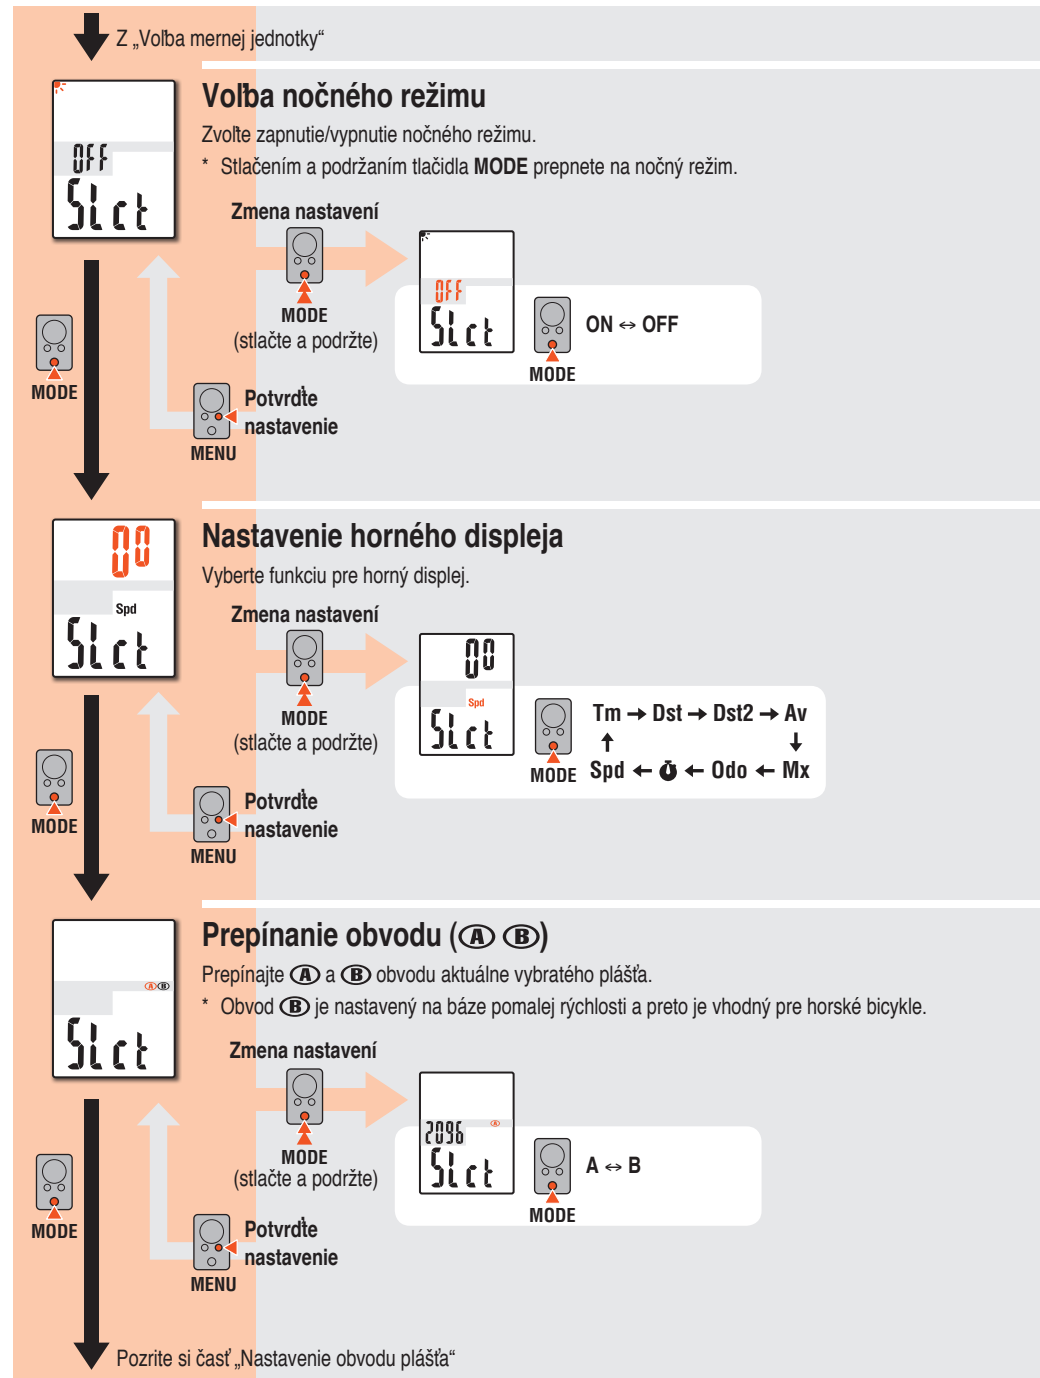 Z „Voľba mernej jednotky“
Voľba nočného režimu
Zvoľte zapnutie/vypnutie nočného režimu.
* Stlačením a podržaním tlačidla MODE prepnete na nočný režim.
OFF
Slct
Zmena nastavení
MODE
(stlačte a podržte)
OFF
Slct
ON ↔ OFF
MODE
MODE
Potvrďte
nastavenie
MENU
Nastavenie horného displeja
Vyberte funkciu pre horný displej.
00
Spd
Slct
Zmena nastavení
MODE
(stlačte a podržte)
00
Spd
Slct
Tm → Dst → Dst2 → Av
↑ ↓
Spd ← ← Odo ← Mx
MODE
MODE
Potvrďte
nastavenie
MENU
Prepínanie obvodu (Ⓐ Ⓑ)
Prepínajte Ⓐ a Ⓑ obvodu aktuálne vybratého plášťa.
* Obvod Ⓑ je nastavený na báze pomalej rýchlosti a preto je vhodný pre horské bicykle.
Ⓐ Ⓑ
Slct
Zmena nastavení
MODE
(stlačte a podržte)
2096 Ⓐ
Slct
A ↔ B
MODE
MODE
Potvrďte
nastavenie
MENU
Pozrite si časť „Nastavenie obvodu plášťa“